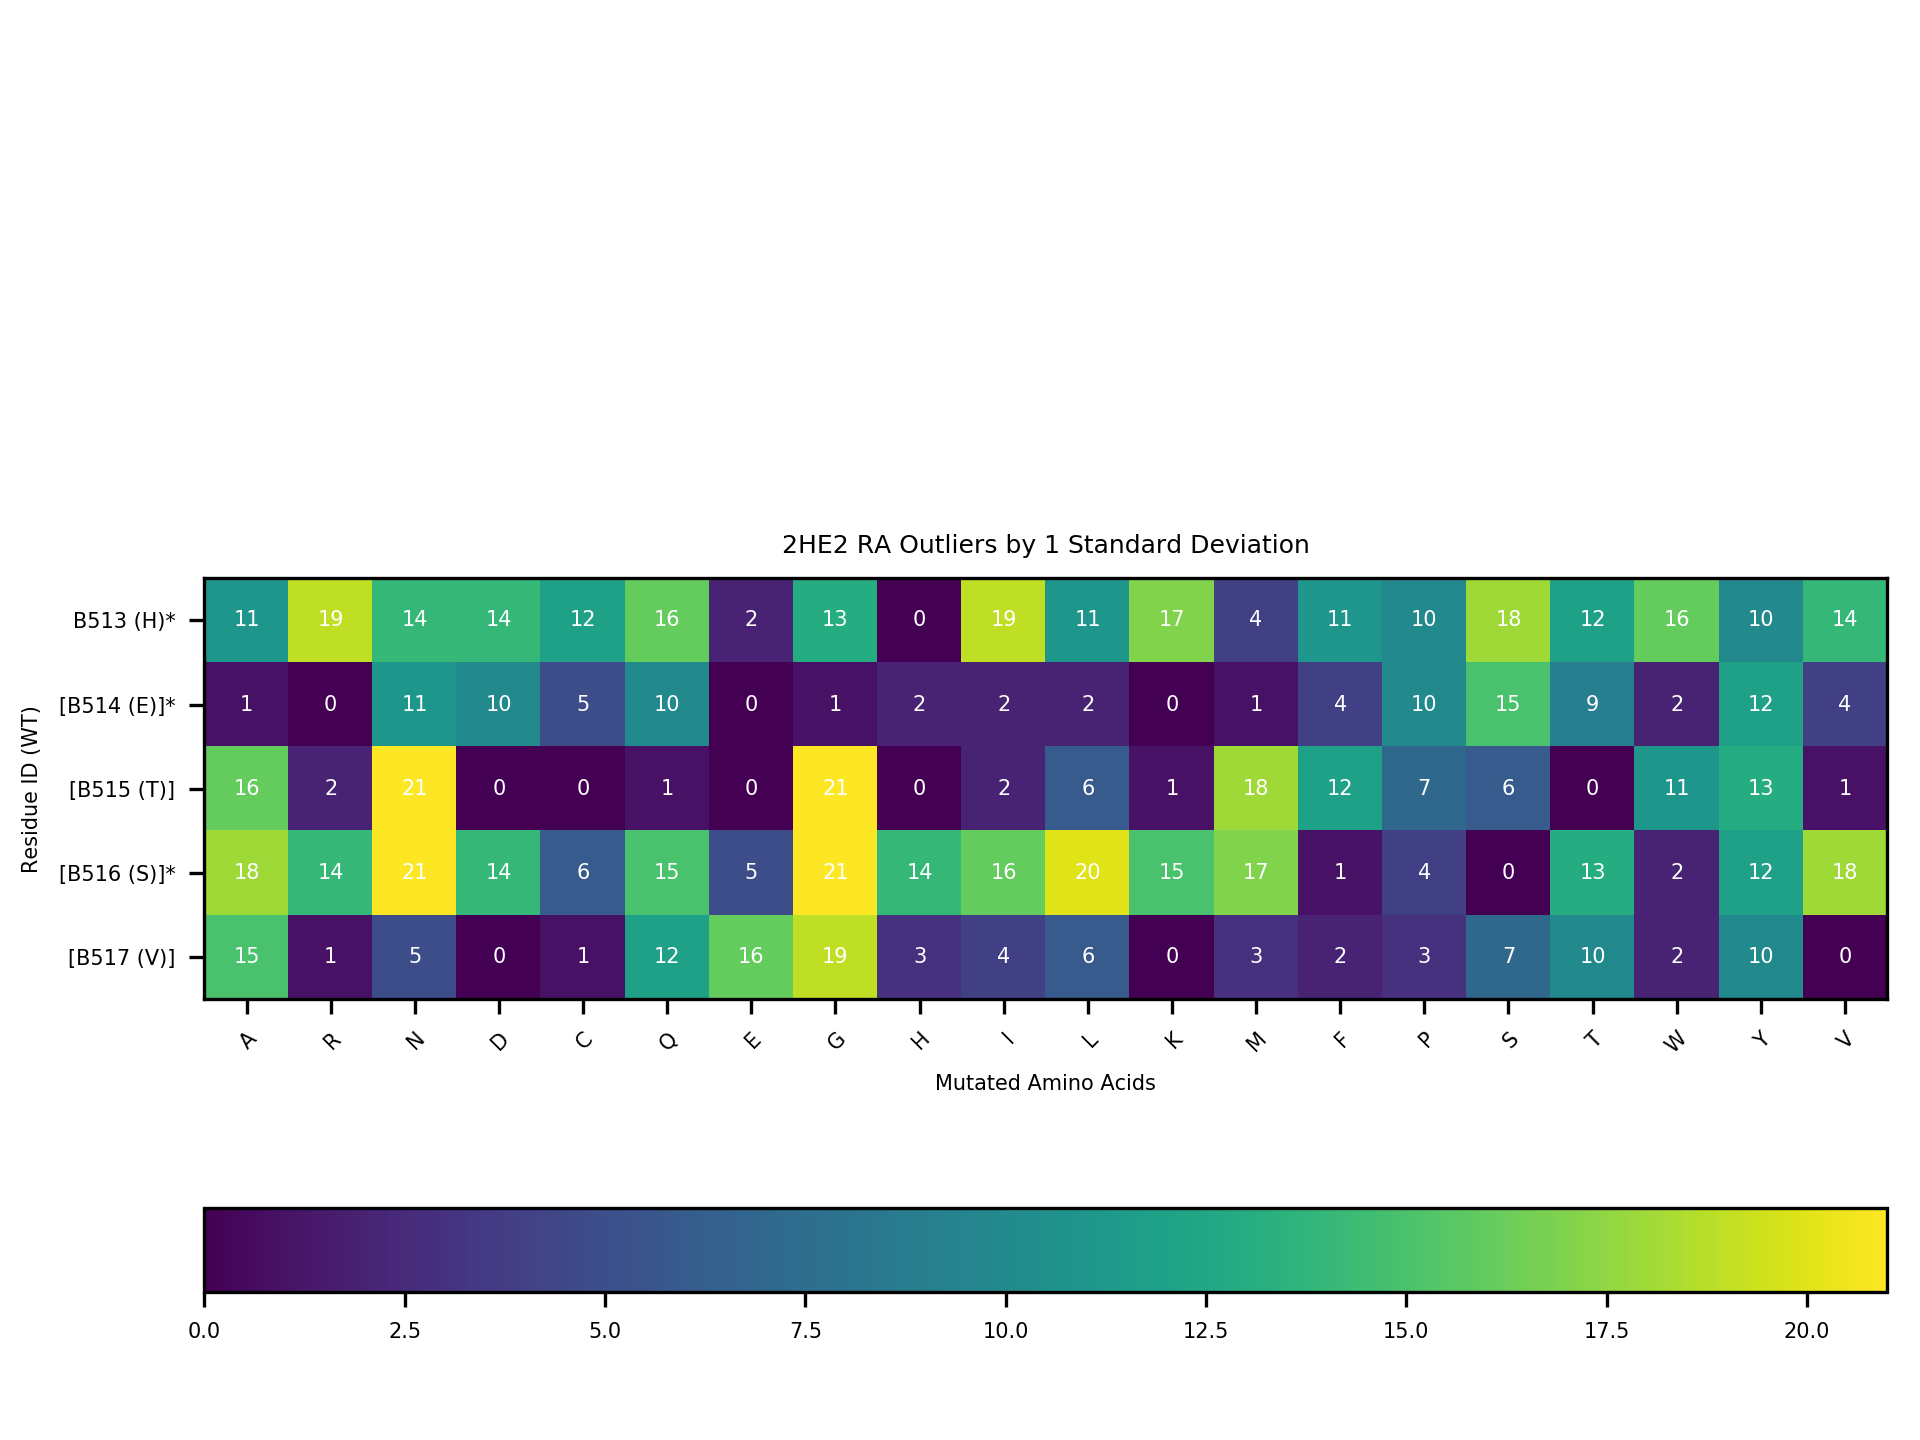 2HE2 RA Outliers by 1 Standard Deviation
Residue ID (WT)
B513 (H)* 11 19 14 14 12 16 2 13 0 19 11 17 4 11 10 18 12 16 10 14
[B514 (E)]* 1 0 11 10 5 10 0 1 2 2 2 0 1 4 10 15 9 2 12 4
[B515 (T)] 16 2 21 0 0 1 0 21 0 2 6 1 18 12 7 6 0 11 13 1
[B516 (S)]* 18 14 21 14 6 15 5 21 14 16 20 15 17 1 4 0 13 2 12 18
[B517 (V)] 15 1 5 0 1 12 16 19 3 4 6 0 3 2 3 7 10 2 10 0
A R N D C Q E G H I L K M F P S T W Y V
Mutated Amino Acids
0.0 2.5 5.0 7.5 10.0 12.5 15.0 17.5 20.0